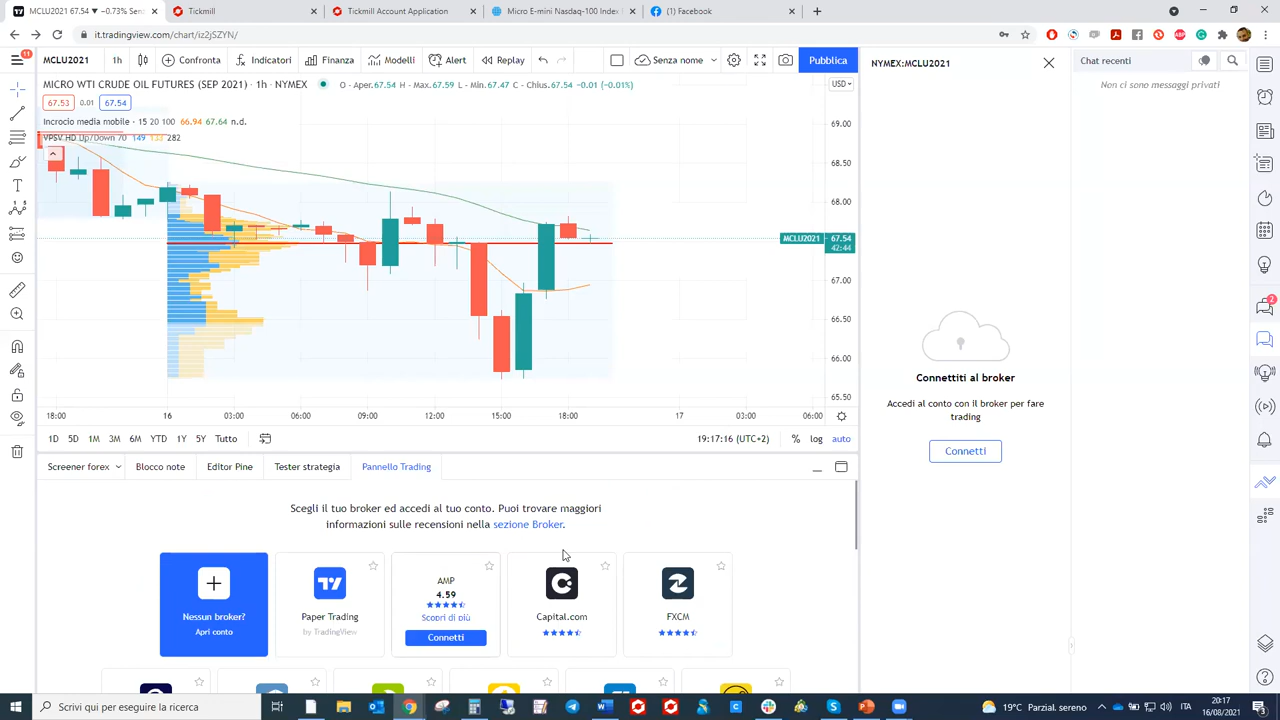 MCLU2021 67.54 ▼ −0.73% Senz
Tickmill
Tickmill Account Application
Micro E-mini Nasdaq-100 Index
(1) Facebook
it.tradingview.com/chart/iz2jSZYN/
11
MCLU2021
1h
Confronta
Indicatori
Finanza
Modelli
Alert
Replay
Senza nome
Pubblica
NYMEX:MCLU2021
Chat recenti
Non ci sono messaggi privati
MICRO WTI CRUDE OIL FUTURES (SEP 2021) · 1h · NYMEX
O - Aper.67.54 H - Max.67.59 L - Min.67.47 C - Chius.67.54 −0.01 (−0.01%)
USD
67.53 0.01 67.54
Incrocio media mobile · 15 20 100 66.94 67.64 n.d.
VPSV HD Up/Down 70 149 133 282
69.00
68.50
68.00
MCLU2021 67.54
42:44
67.00
66.50
66.00
65.50
18:00 16 03:00 06:00 09:00 12:00 15:00 18:00 17 03:00 06:00
1D 5D 1M 3M 6M YTD 1Y 5Y Tutto
19:17:16 (UTC+2) % log auto
2
Connettiti al broker
Accedi al conto con il broker per fare
trading
Connetti
Screener forex
Blocco note
Editor Pine
Tester strategia
Pannello Trading
Scegli il tuo broker ed accedi al tuo conto. Puoi trovare maggiori
informazioni sulle recensioni nella sezione Broker.
Nessun broker?
Apri conto
Paper Trading
by TradingView
AMP
4.59
Scopri di più
Connetti
Capital.com
FXCM
Scrivi qui per eseguire la ricerca
19°C Parzial. sereno
ITA
20:17
16/08/2021